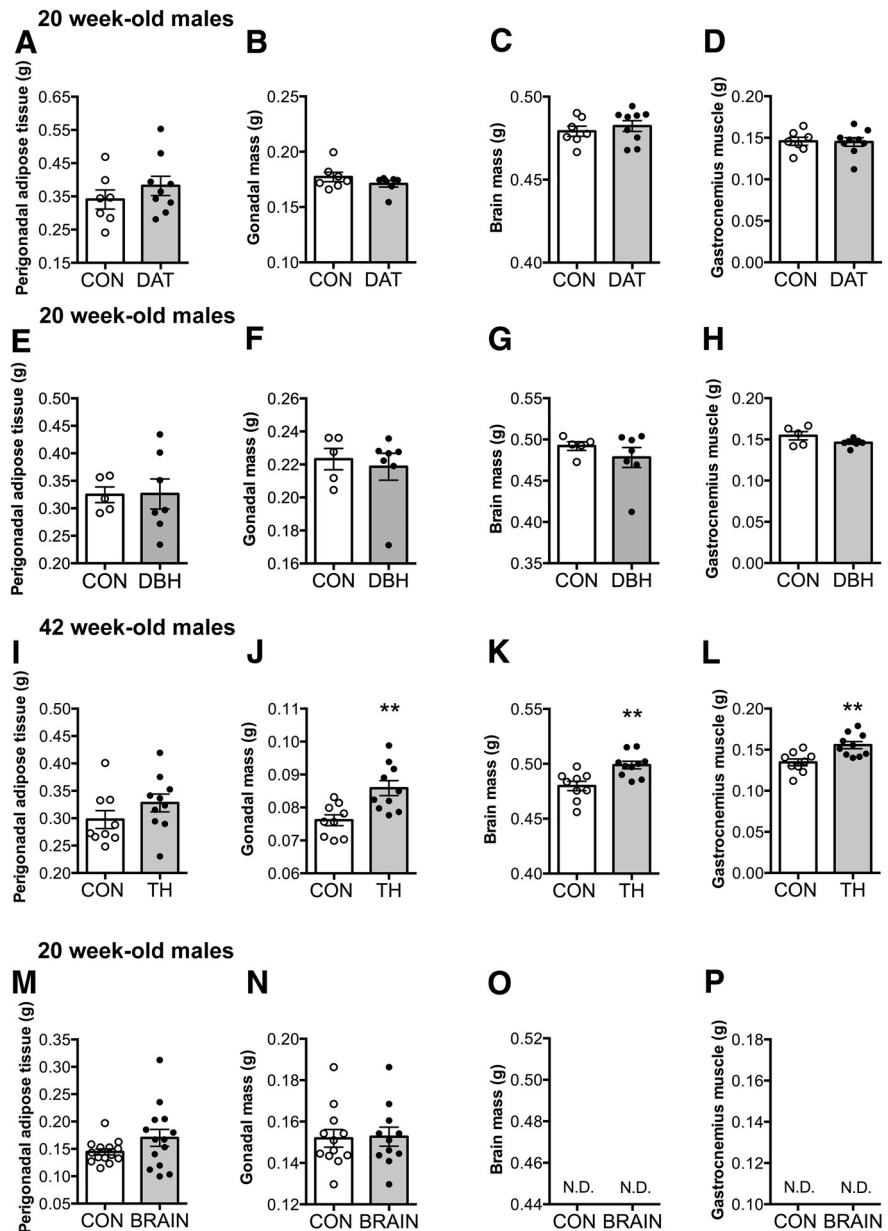 20 week-old males
A
B
C
D
Perigonadal adipose tissue (g)
0.65
0.55
0.45
0.35
0.25
0.15
CON DAT
Gonadal mass (g)
0.25
0.20
0.15
0.10
CON DAT
Brain mass (g)
0.50
0.45
0.40
CON DAT
Gastrocnemius muscle (g)
0.20
0.15
0.10
0.05
0.00
CON DAT
20 week-old males
E
F
G
H
Perigonadal adipose tissue (g)
0.50
0.45
0.40
0.35
0.30
0.25
0.20
CON DBH
Gonadal mass (g)
0.26
0.24
0.22
0.20
0.18
0.16
CON DBH
Brain mass (g)
0.55
0.50
0.45
0.40
0.35
CON DBH
Gastrocnemius muscle (g)
0.20
0.15
0.10
0.05
0.00
CON DBH
42 week-old males
I
J
K
L
Perigonadal adipose tissue (g)
0.50
0.45
0.40
0.35
0.30
0.25
0.20
CON TH
Gonadal mass (g)
0.11
0.10
0.09
0.08
0.07
0.06
**
CON TH
Brain mass (g)
0.55
0.50
0.45
0.40
**
CON TH
Gastrocnemius muscle (g)
0.20
0.15
0.10
0.05
0.00
**
CON TH
20 week-old males
M
N
O
P
Perigonadal adipose tissue (g)
0.35
0.30
0.25
0.20
0.15
0.10
0.05
CON BRAIN
Gonadal mass (g)
0.20
0.18
0.16
0.14
0.12
CON BRAIN
Brain mass (g)
0.52
0.50
0.48
0.46
0.44
N.D. N.D.
CON BRAIN
Gastrocnemius muscle (g)
0.18
0.16
0.14
0.12
0.10
N.D. N.D.
CON BRAIN